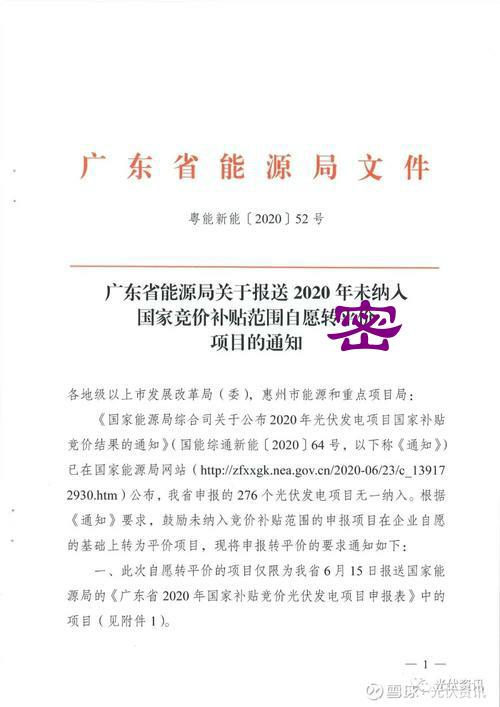 广东省能源局文件
粤能新能〔2020〕52号
广东省能源局关于报送2020年未纳入
国家竞价补贴范围自愿转平价
项目的通知
密
各地级以上市发展改革局（委），惠州市能源和重点项目局：
《国家能源局综合司关于公布2020年光伏发电项目国家补贴
竞价结果的通知》（国能综通新能〔2020〕64号，以下称《通知》）
已在国家能源局网站（http://zfxxgk.nea.gov.cn/2020-06/23/c_13917
2930.htm）公布，我省申报的276个光伏发电项目无一纳入。根据
《通知》要求，鼓励未纳入竞价补贴范围的申报项目在企业自愿
的基础上转为平价项目，现将申报转平价的要求通知如下：
一、此次自愿转平价的项目仅限为我省6月15日报送国家能
源局的《广东省2020年国家补贴竞价光伏发电项目申报表》中的
项目（见附件1）。
— 1 —
光伏资讯
雪球：光伏资讯